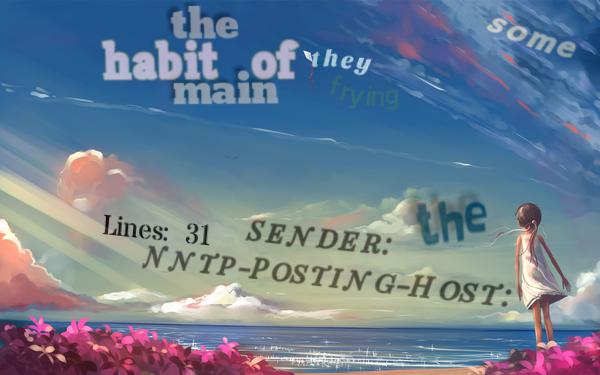 the
habit of
main
they
frying
some
Lines: 31
SENDER:
the
NNTP-POSTING-HOST: